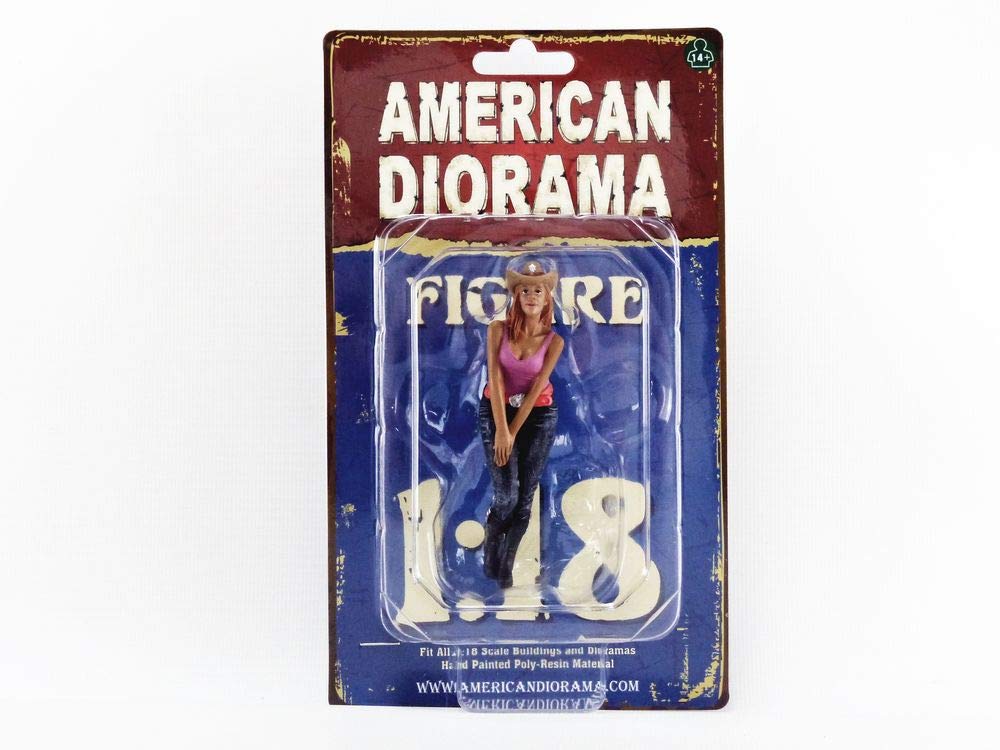 14+
AMERICAN
DIORAMA
FIGURE
1:18
Fit All 1:18 Scale Buildings and Dioramas
Hand Painted Poly-Resin Material
WWW.AMERICANDIORAMA.COM